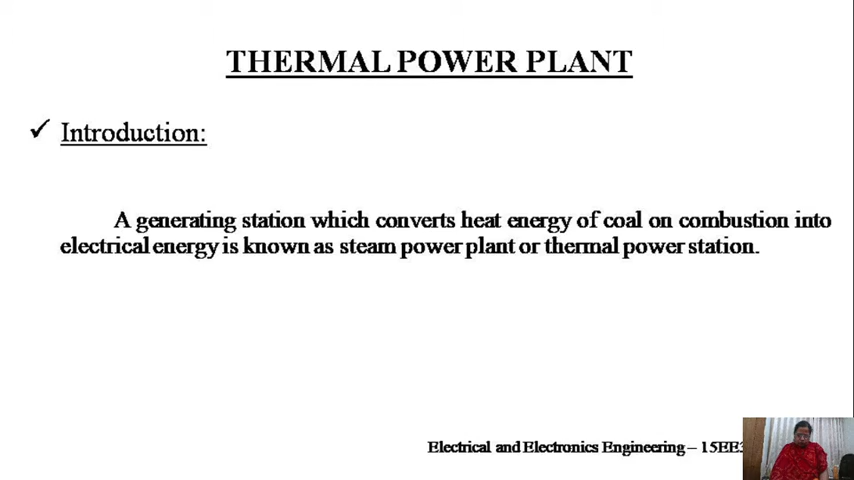 THERMAL POWER PLANT
✓ Introduction:
A generating station which converts heat energy of coal on combustion into
electrical energy is known as steam power plant or thermal power station.
Electrical and Electronics Engineering – 15EE3